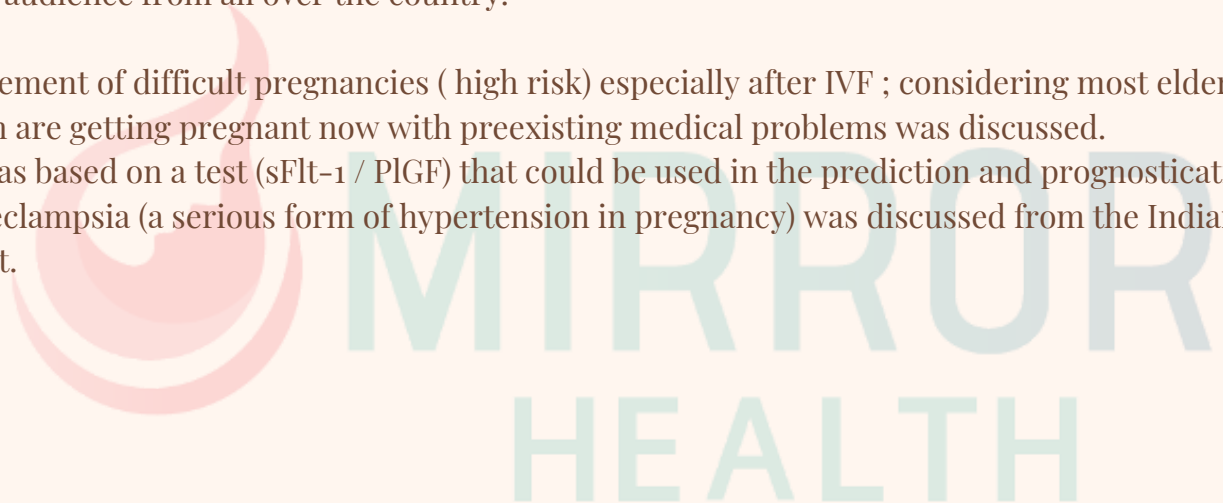 audience from all over the country.
ement of difficult pregnancies ( high risk) especially after IVF ; considering most elder
n are getting pregnant now with preexisting medical problems was discussed.
as based on a test (sFlt-1 / PlGF) that could be used in the prediction and prognosticat
eclampsia (a serious form of hypertension in pregnancy) was discussed from the India
t.
MIRROR
HEALTH